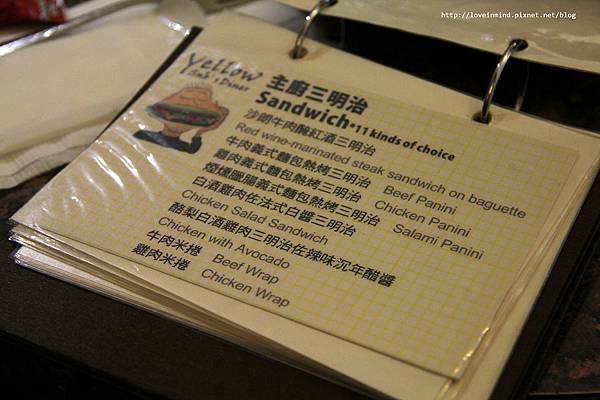 http://loveinmind.pixnet.net/blog
Yellow
Sub's Diner
主廚三明治
Sandwich·11 kinds of choice
沙朗牛肉醃紅酒三明治
Red wine-marinated steak sandwich on baguette
牛肉義式麵包熱烤三明治 Beef Panini
雞肉義式麵包熱烤三明治 Chicken Panini
煙燻臘腸義式麵包熱烤三明治 Salami Panini
白酒雞肉佐法式白醬三明治
Chicken Salad Sandwich
酪梨白酒雞肉三明治佐辣味沉年醋醬
Chicken with Avocado
牛肉米捲 Beef Wrap
雞肉米捲 Chicken Wrap